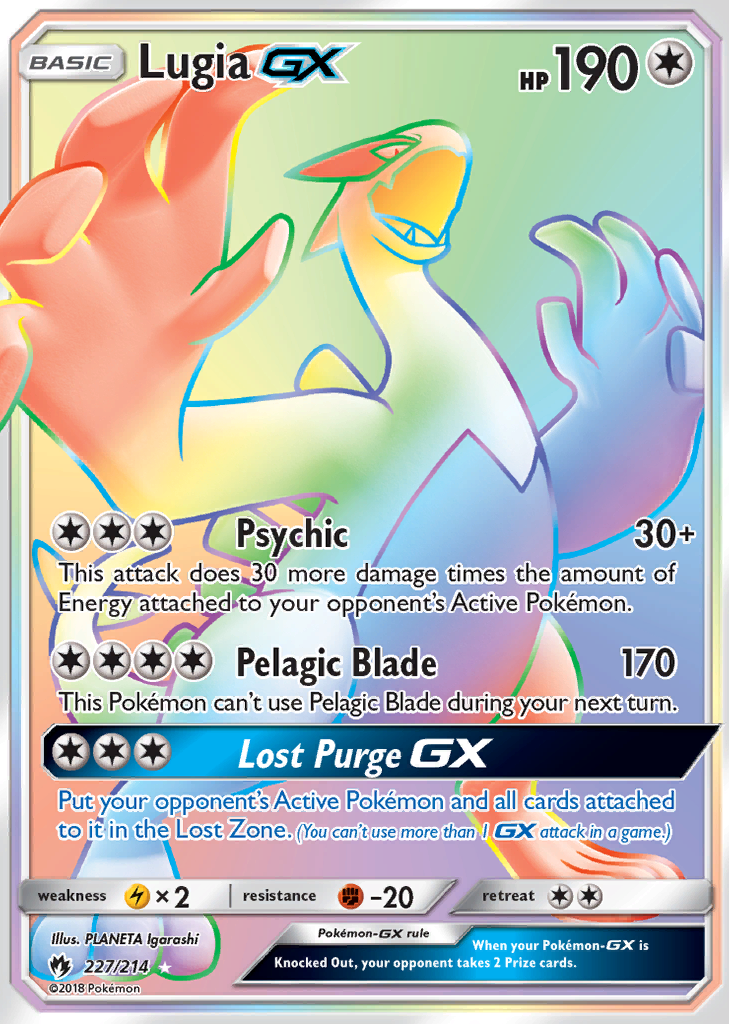 BASIC Lugia GX HP 190
Psychic 30+
This attack does 30 more damage times the amount of
Energy attached to your opponent's Active Pokémon.
Pelagic Blade 170
This Pokémon can't use Pelagic Blade during your next turn.
Lost Purge GX
Put your opponent's Active Pokémon and all cards attached
to it in the Lost Zone. (You can't use more than 1 GX attack in a game.)
weakness ×2 resistance -20 retreat
Illus. PLANETA Igarashi
227/214
©2018 Pokémon
Pokémon-GX rule
When your Pokémon-GX is
Knocked Out, your opponent takes 2 Prize cards.